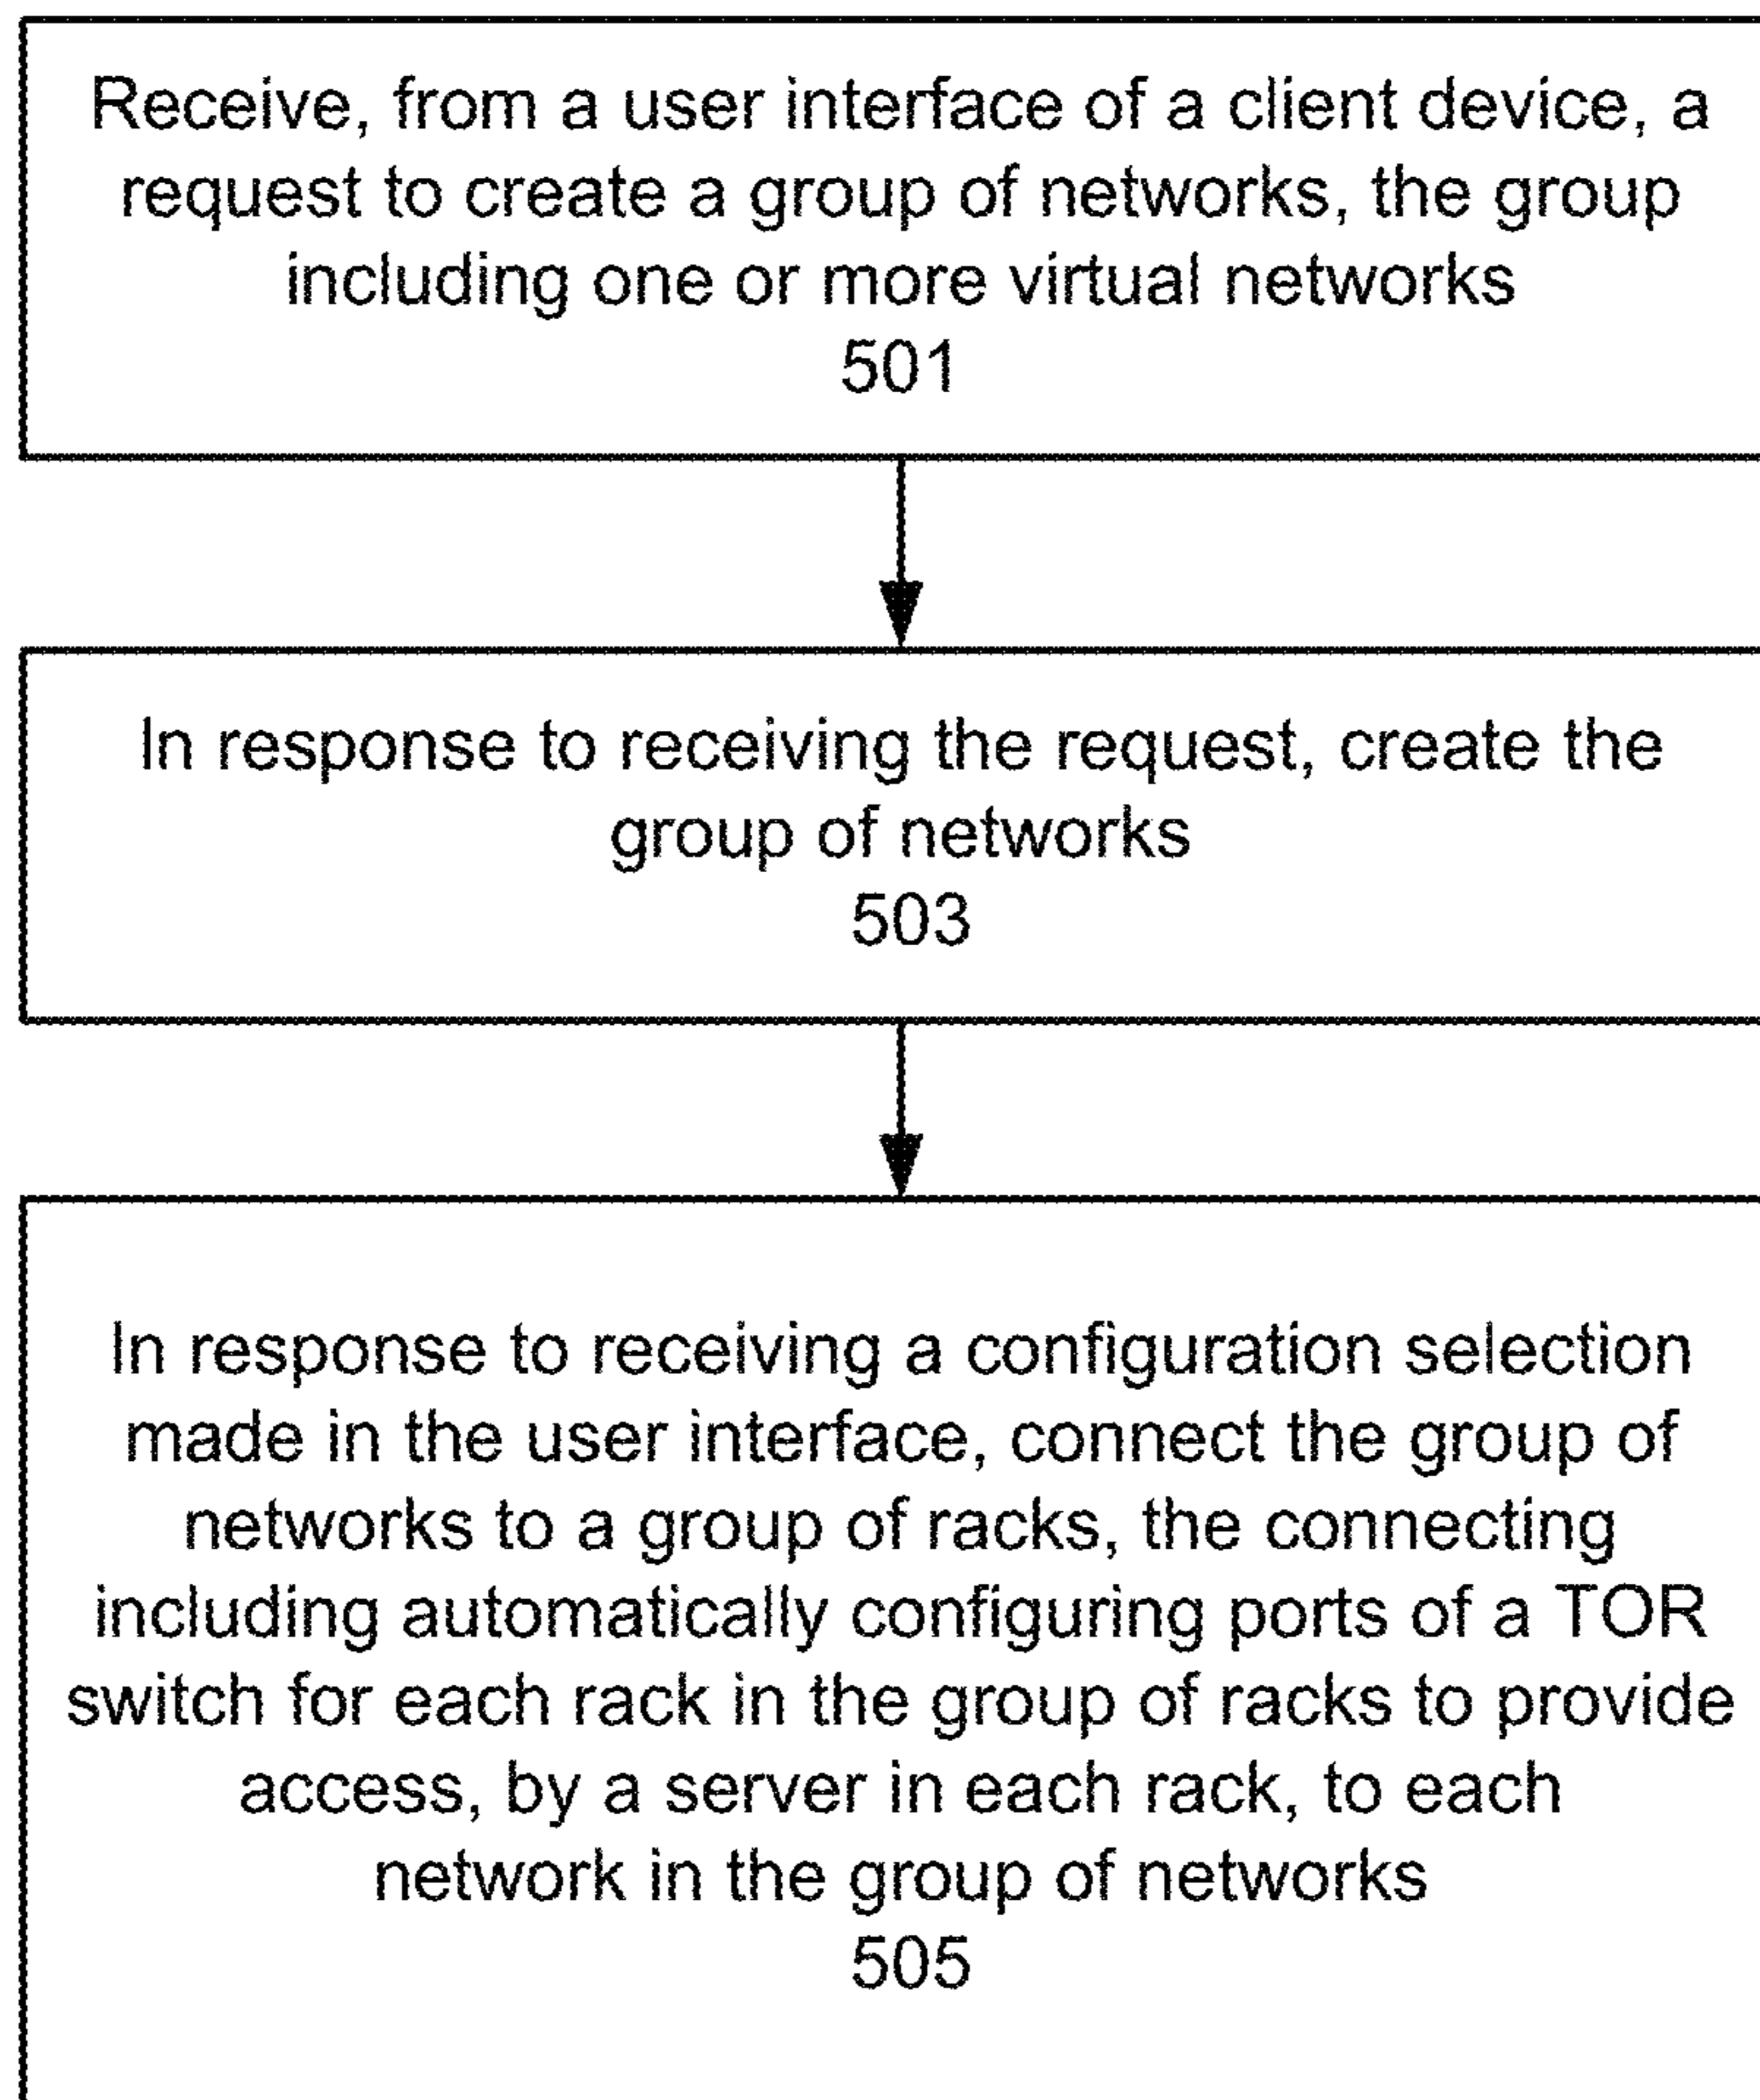 Receive, from a user interface of a client device, a
request to create a group of networks, the group
including one or more virtual networks
501
In response to receiving the request, create the
group of networks
503
In response to receiving a configuration selection
made in the user interface, connect the group of
networks to a group of racks, the connecting
including automatically configuring ports of a TOR
switch for each rack in the group of racks to provide
access, by a server in each rack, to each
network in the group of networks
505